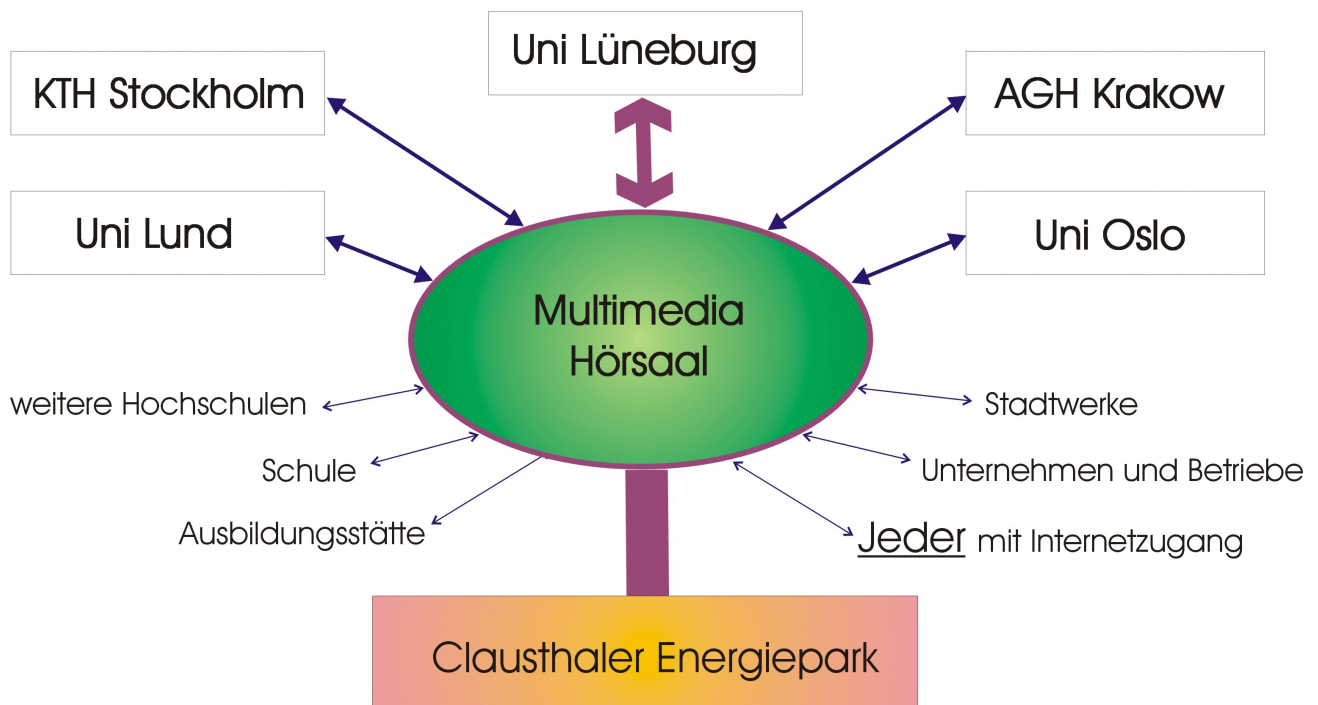 Uni Lüneburg
KTH Stockholm
AGH Krakow
Uni Lund
Uni Oslo
Multimedia
Hörsaal
weitere Hochschulen
Stadtwerke
Schule
Unternehmen und Betriebe
Ausbildungsstätte
Jeder mit Internetzugang
Clausthaler Energiepark